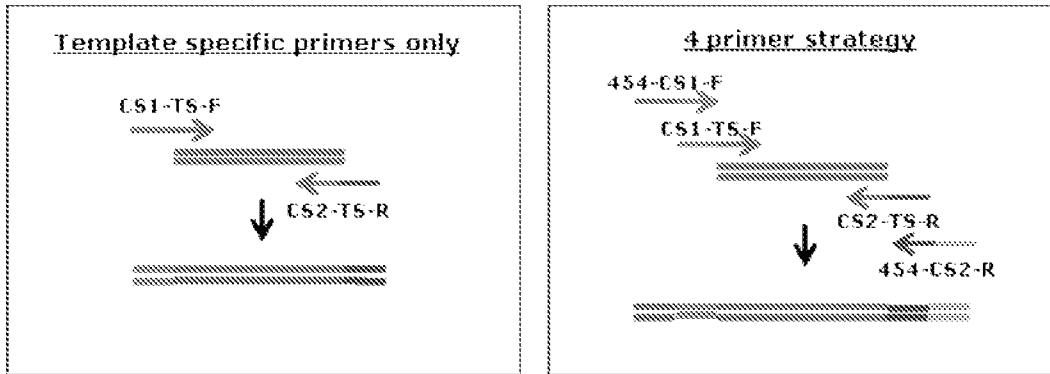 Template specific primers only
CS1-TS-F
CS2-TS-R
4 primer strategy
454-CS1-F
CS1-TS-F
CS2-TS-R
454-CS2-R